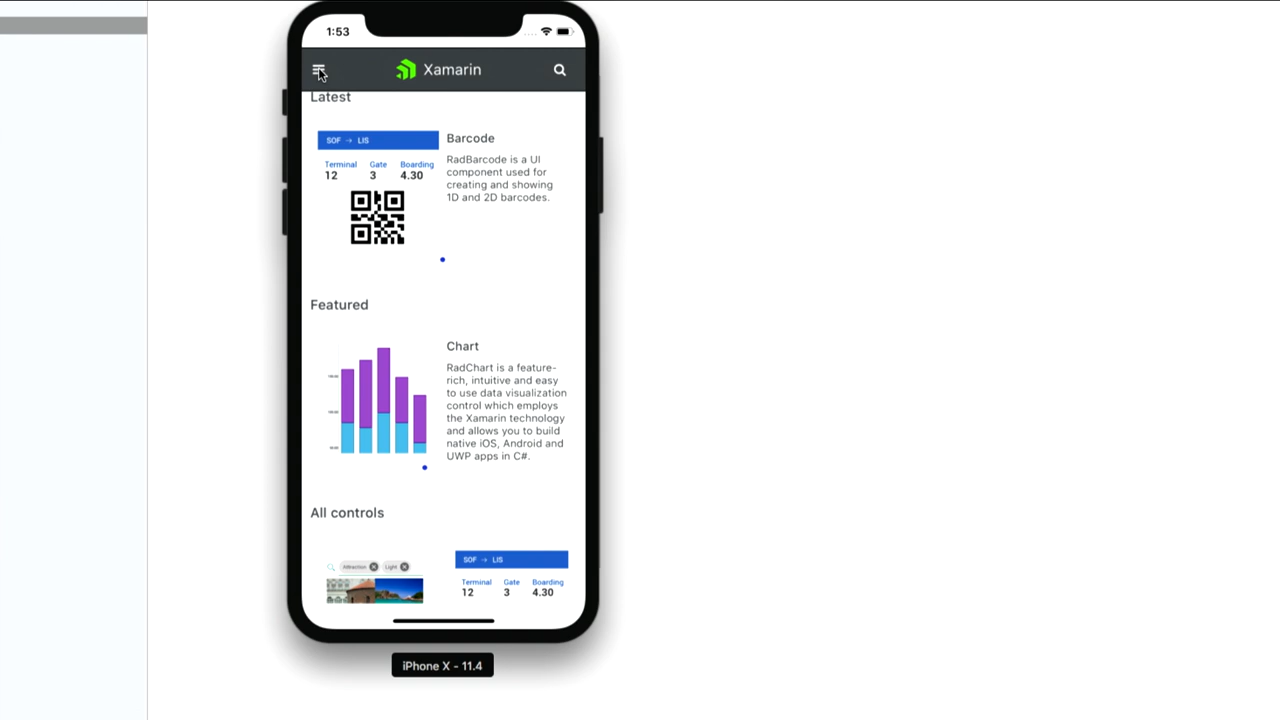 1:53
Xamarin
Latest
SOF → LIS
Terminal Gate Boarding
12 3 4.30
Barcode
RadBarcode is a UI
component used for
creating and showing
1D and 2D barcodes.
Featured
Chart
RadChart is a feature-
rich, intuitive and easy
to use data visualization
control which employs
the Xamarin technology
and allows you to build
native iOS, Android and
UWP apps in C#.
All controls
Attraction Light
SOF → LIS
Terminal Gate Boarding
12 3 4.30
iPhone X - 11.4